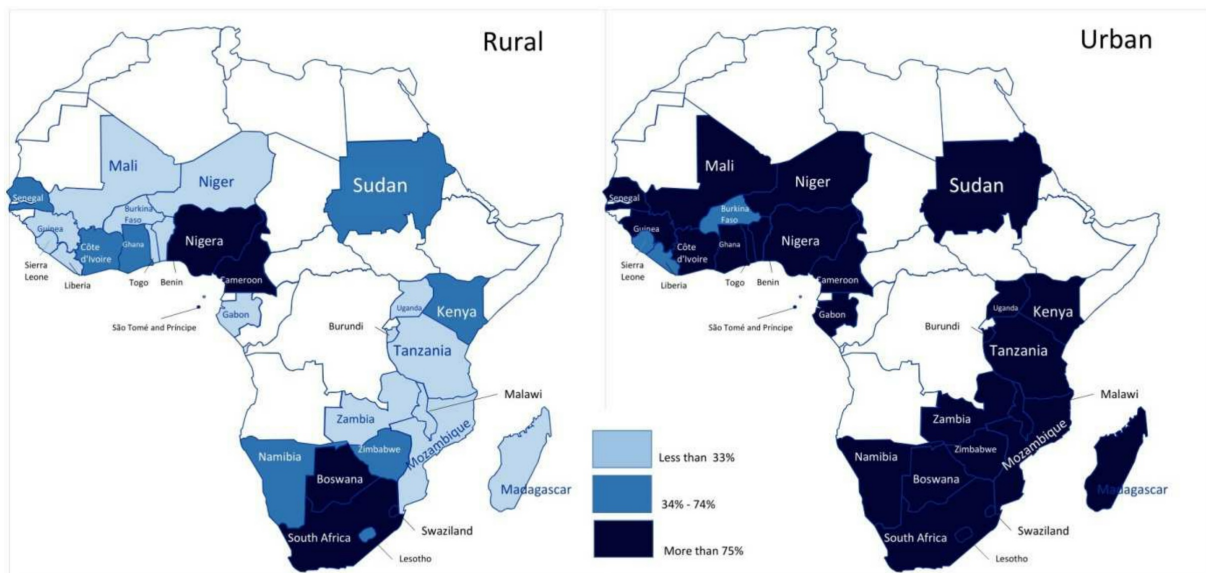 Rural
Mali
Niger
Sudan
Senegal
Burkina
Faso
Guinea
Côte
d'Ivoire
Ghana
Nigera
Sierra
Leone
Liberia
Togo
Benin
Cameroon
São Tomé and Príncipe
Gabon
Uganda
Kenya
Burundi
Tanzania
Malawi
Zambia
Mozambique
Zimbabwe
Namibia
Boswana
Madagascar
South Africa
Swaziland
Lesotho
Less than 33%
34% - 74%
More than 75%
Urban
Mali
Niger
Sudan
Senegal
Burkina
Faso
Guinea
Côte
d'Ivoire
Ghana
Nigera
Sierra
Leone
Liberia
Togo
Benin
Cameroon
São Tomé and Príncipe
Gabon
Uganda
Kenya
Burundi
Tanzania
Malawi
Zambia
Mozambique
Zimbabwe
Namibia
Boswana
Madagascar
South Africa
Swaziland
Lesotho